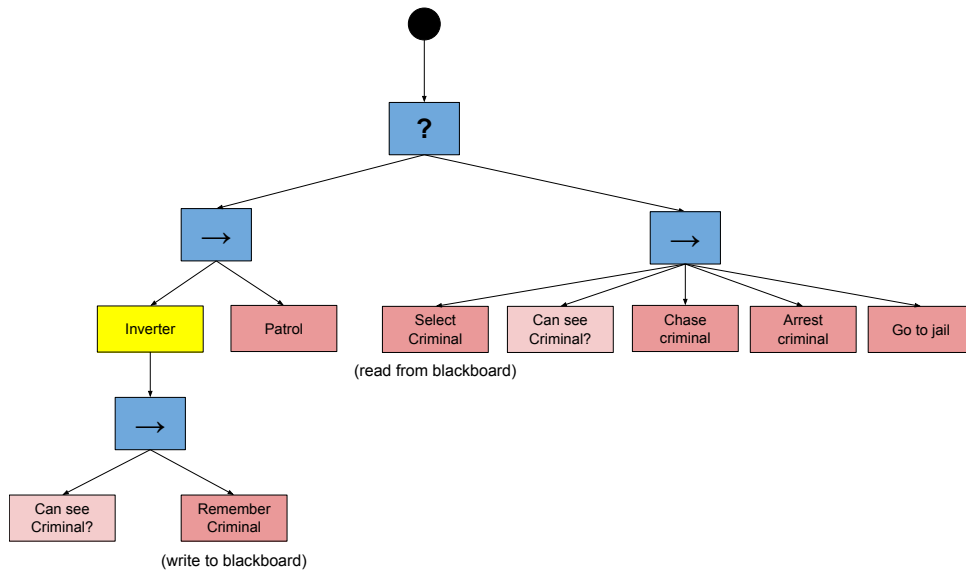 ?
→
→
Inverter
Patrol
Select
Criminal
Can see
Criminal?
Chase
criminal
Arrest
criminal
Go to jail
(read from blackboard)
→
Can see
Criminal?
Remember
Criminal
(write to blackboard)